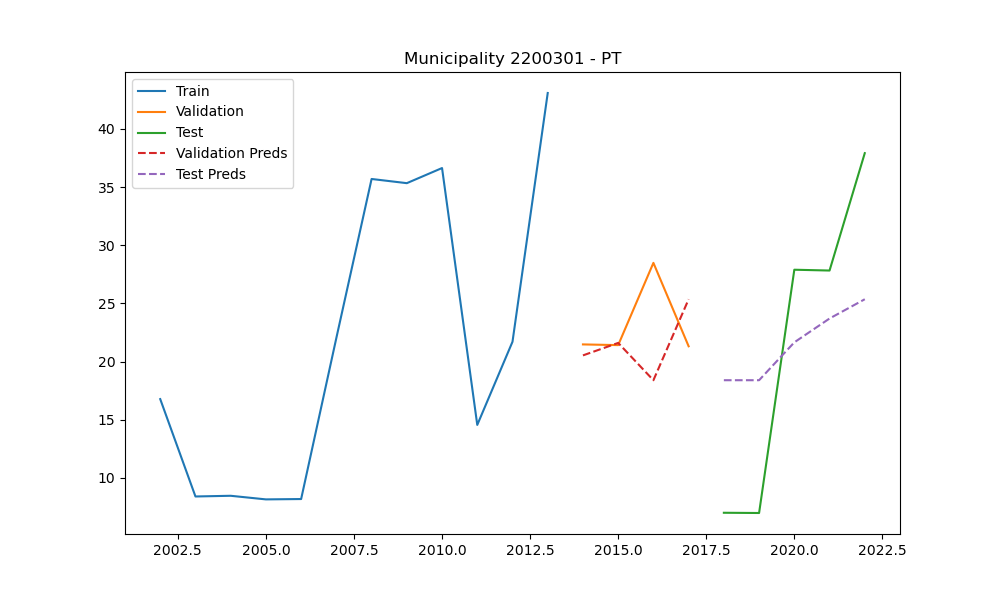 Municipality 2200301 - PT
Train
Validation
Test
Validation Preds
Test Preds
40
35
30
25
20
15
10
2002.5 2005.0 2007.5 2010.0 2012.5 2015.0 2017.5 2020.0 2022.5